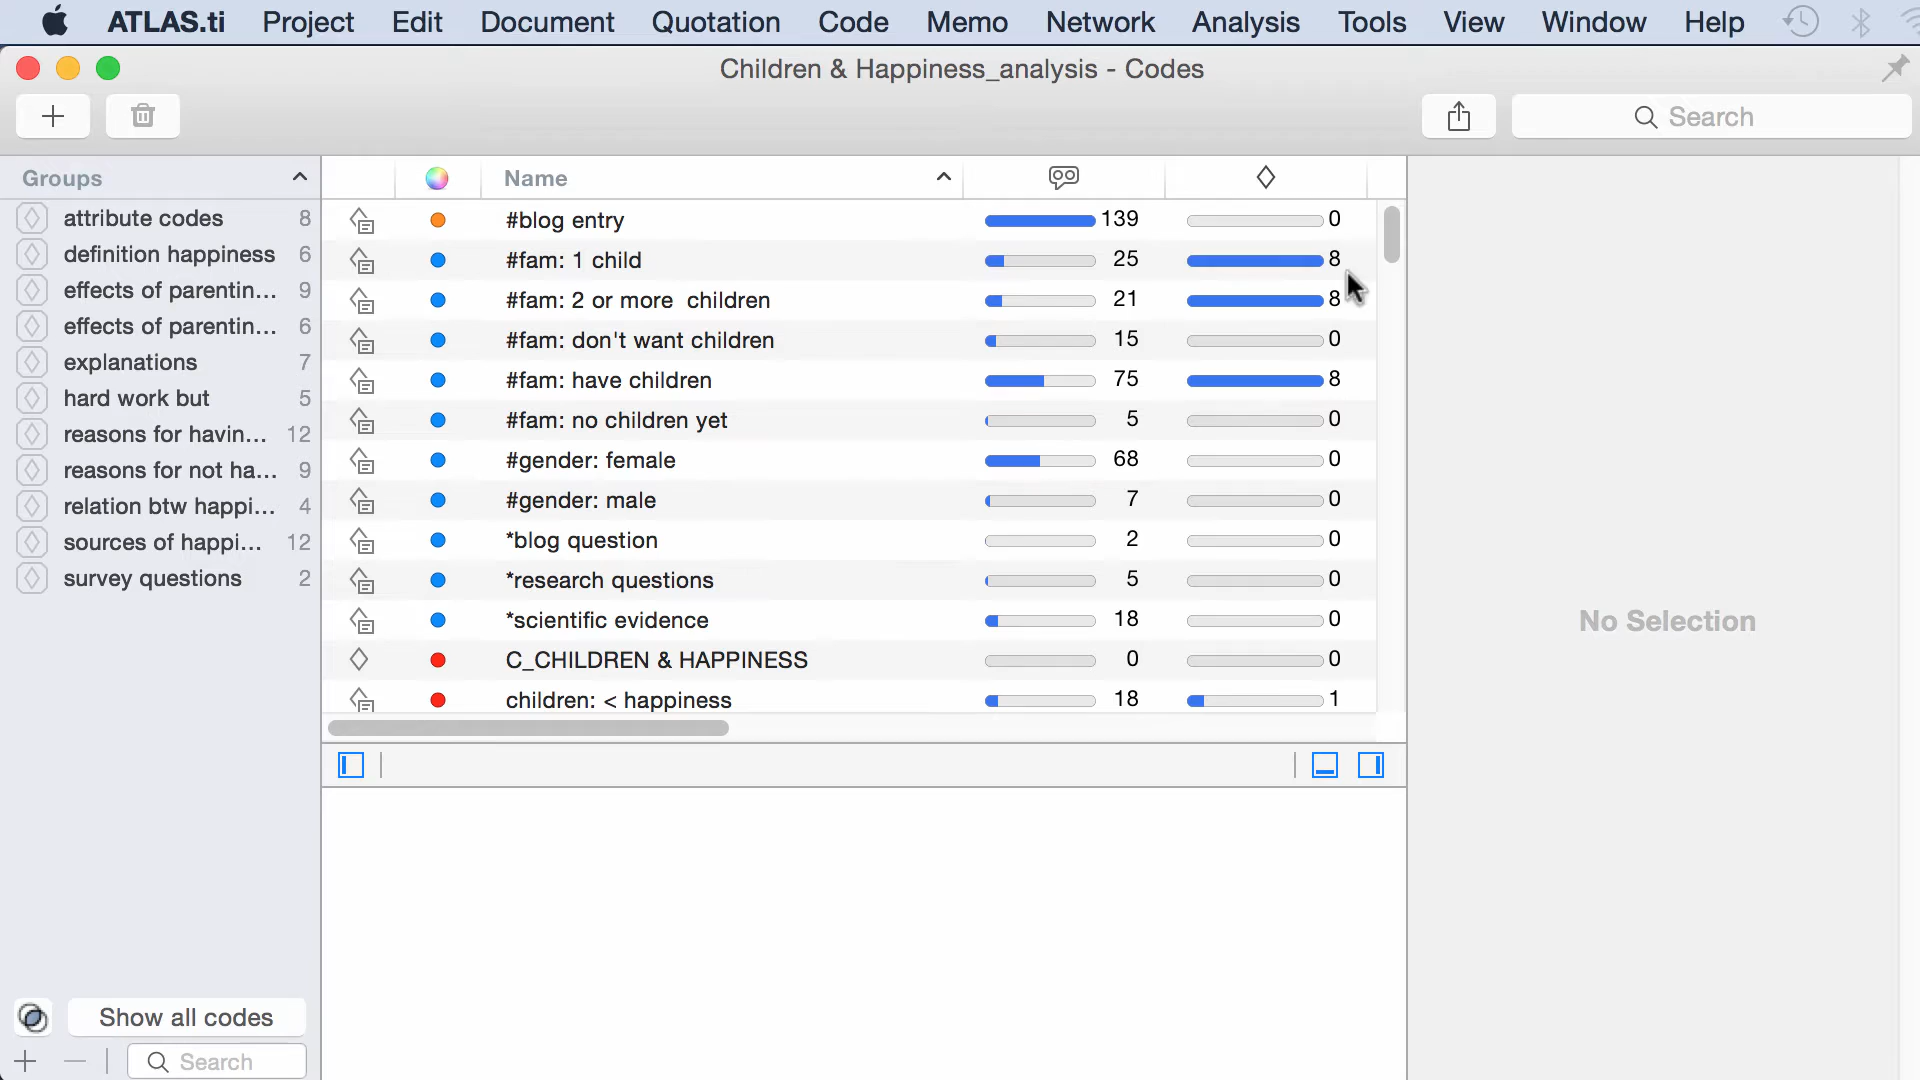 ATLAS.ti Project Edit Document Quotation Code Memo Network Analysis Tools View Window Help
Children & Happiness_analysis - Codes
Search
Groups
attribute codes 8
definition happiness 6
effects of parentin... 9
effects of parentin... 6
explanations 7
hard work but 5
reasons for havin... 12
reasons for not ha... 9
relation btw happi... 4
sources of happi... 12
survey questions 2
Show all codes
Search
Name
#blog entry 139 0
#fam: 1 child 25 8
#fam: 2 or more  children 21 8
#fam: don't want children 15 0
#fam: have children 75 8
#fam: no children yet 5 0
#gender: female 68 0
#gender: male 7 0
*blog question 2 0
*research questions 5 0
*scientific evidence 18 0
C_CHILDREN & HAPPINESS 0 0
children: < happiness 18 1
No Selection